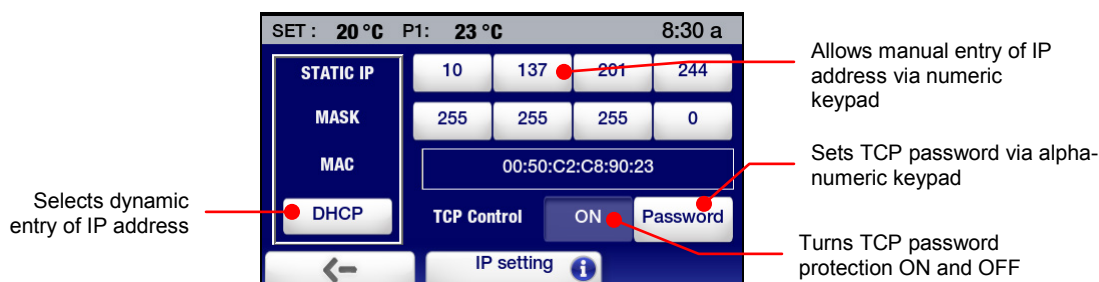 SET : 20 °C P1: 23 °C 8:30 a
STATIC IP 10 137 201 244
MASK 255 255 255 0
MAC 00:50:C2:C8:90:23
DHCP TCP Control ON Password
IP setting
Allows manual entry of IP
address via numeric
keypad
Sets TCP password via alpha-
numeric keypad
Selects dynamic
entry of IP address
Turns TCP password
protection ON and OFF